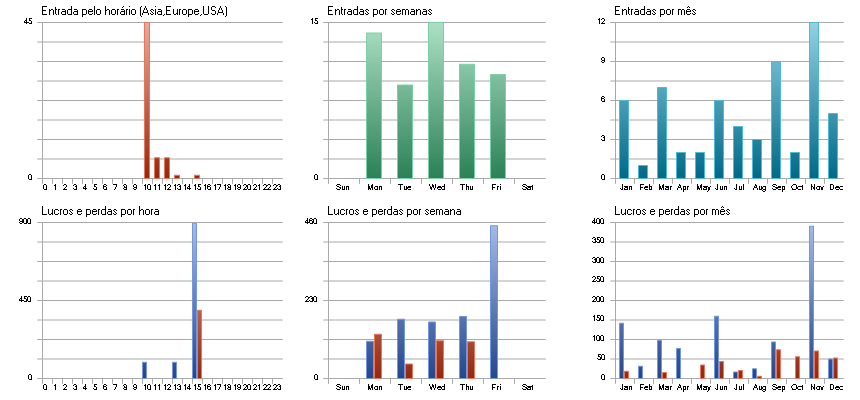 Entrada pelo horário (Asia,Europe,USA)
45
0
0 1 2 3 4 5 6 7 8 9 10 11 12 13 14 15 16 17 18 19 20 21 22 23
Entradas por semanas
15
0
Sun Mon Tue Wed Thu Fri Sat
Entradas por mês
12
9
6
3
0
Jan Feb Mar Apr May Jun Jul Aug Sep Oct Nov Dec
Lucros e perdas por hora
900
450
0
0 1 2 3 4 5 6 7 8 9 10 11 12 13 14 15 16 17 18 19 20 21 22 23
Lucros e perdas por semana
460
230
0
Sun Mon Tue Wed Thu Fri Sat
Lucros e perdas por mês
400
350
300
250
200
150
100
50
0
Jan Feb Mar Apr May Jun Jul Aug Sep Oct Nov Dec